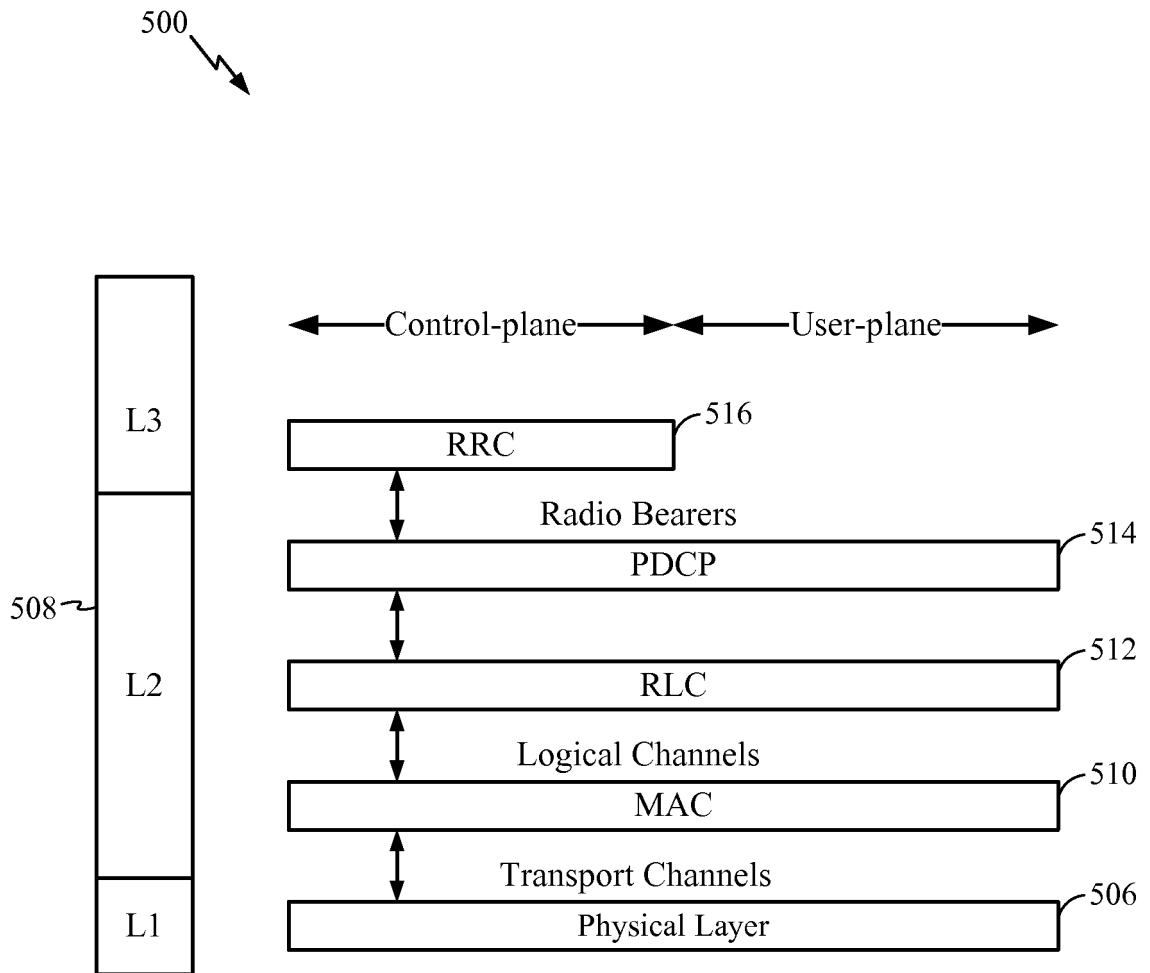 500
Control-plane
User-plane
L3
516
RRC
Radio Bearers
514
PDCP
508
512
L2
RLC
Logical Channels
510
MAC
Transport Channels
506
L1
Physical Layer